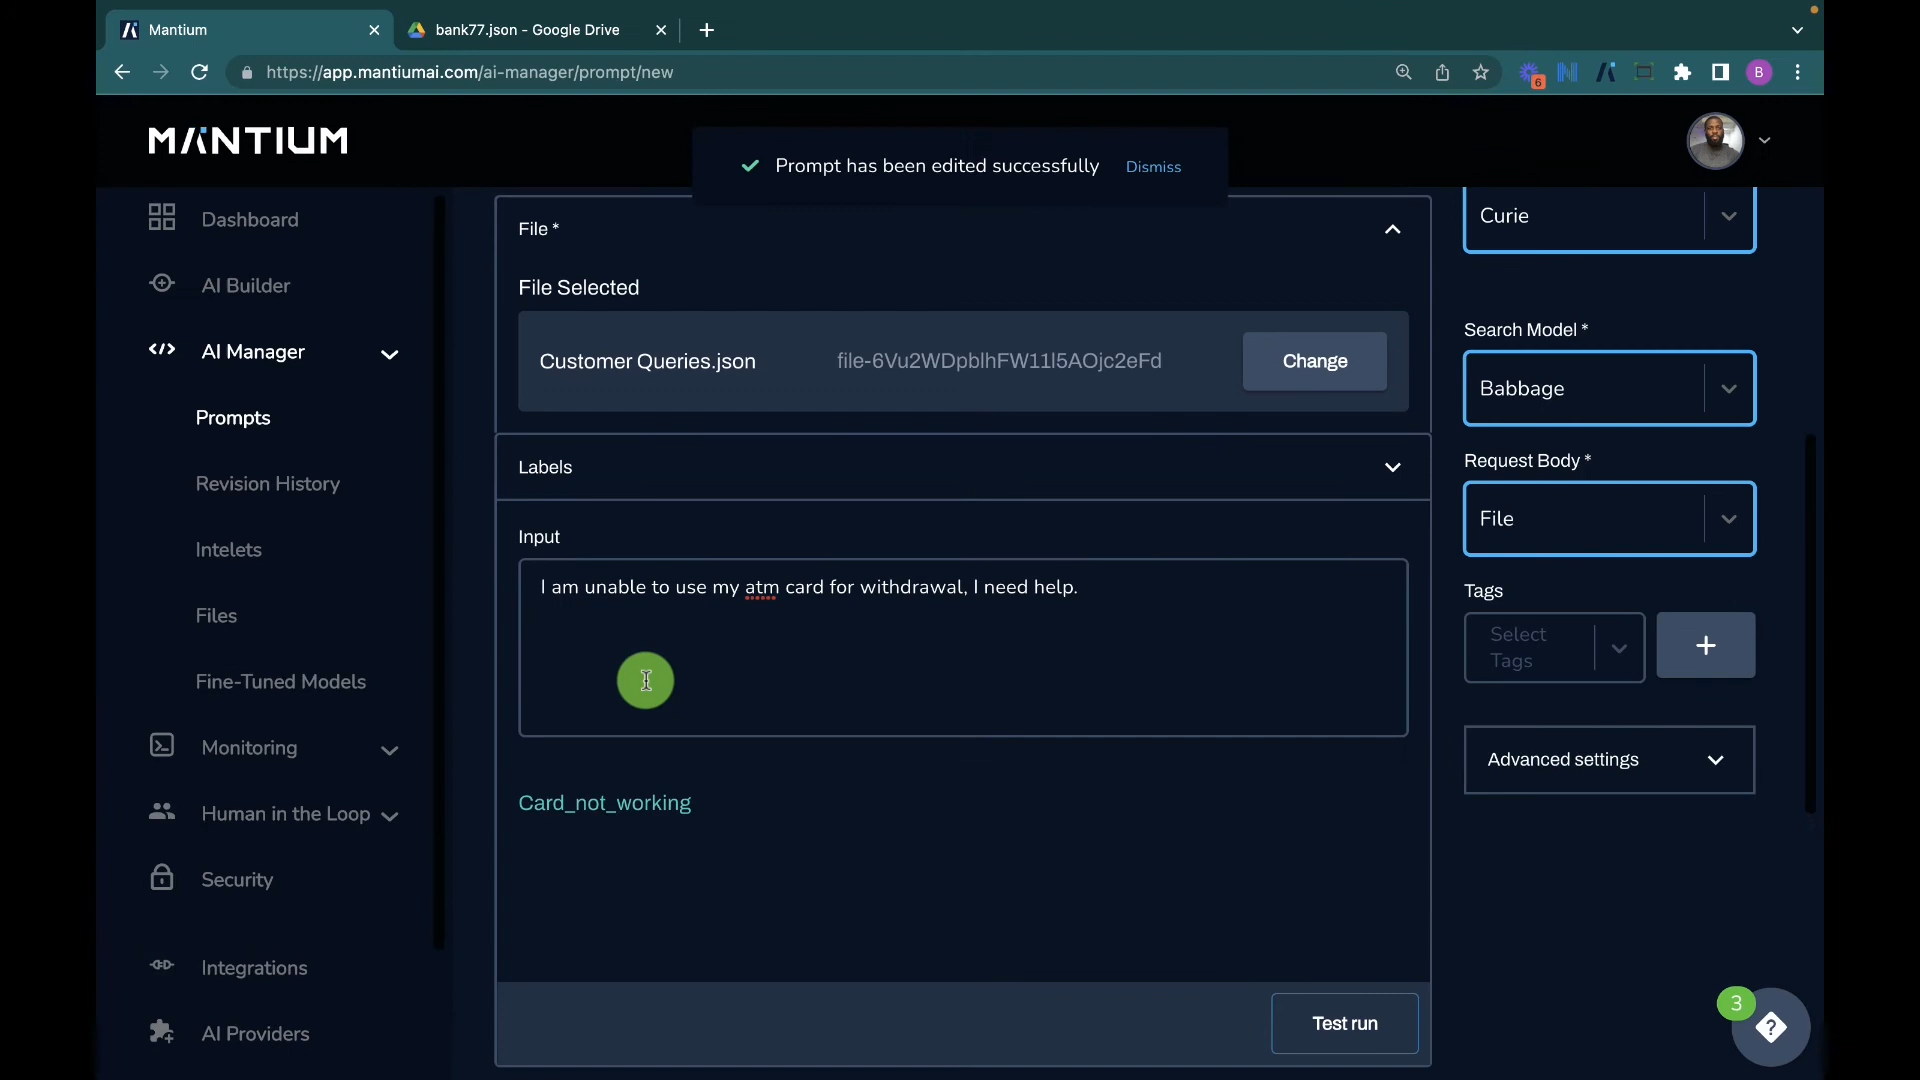 Mantium
bank77.json - Google Drive
https://app.mantiumai.com/ai-manager/prompt/new
6
B
MANTIUM
Prompt has been edited successfully
Dismiss
Dashboard
AI Builder
AI Manager
Prompts
Revision History
Intelets
Files
Fine-Tuned Models
Monitoring
Human in the Loop
Security
Integrations
AI Providers
File *
File Selected
Customer Queries.json
file-6Vu2WDpblhFW11l5AOjc2eFd
Change
Labels
Input
I am unable to use my atm card for withdrawal, I need help.
Card_not_working
Test run
Curie
Search Model *
Babbage
Request Body *
File
Tags
Select
Tags
+
Advanced settings
3
?